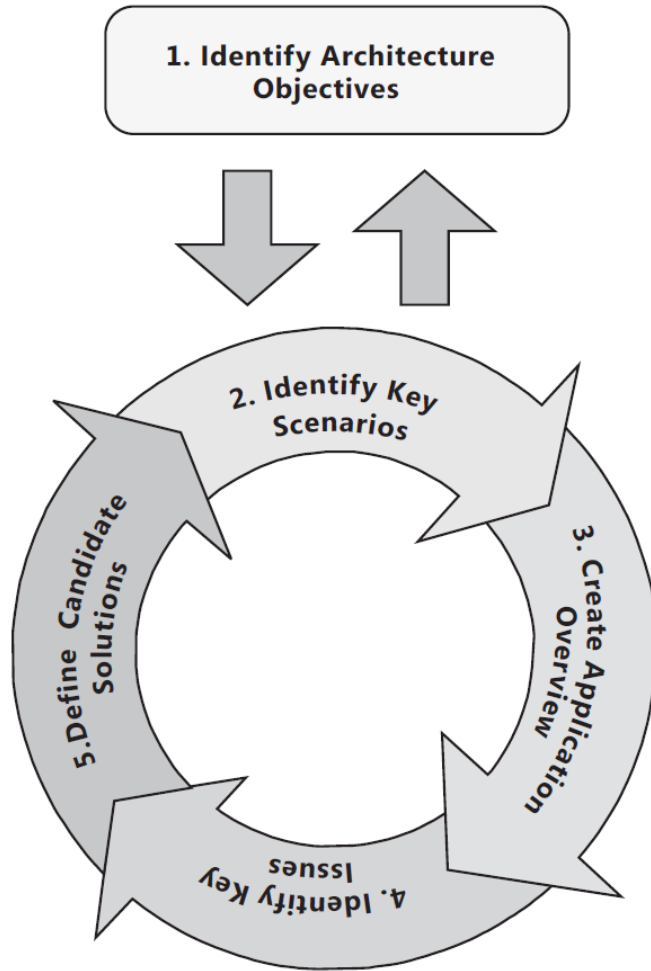 1. Identify Architecture
Objectives
2. Identify Key
Scenarios
3. Create Application
Overview
4. Identify Key
Issues
5.Define Candidate
Solutions